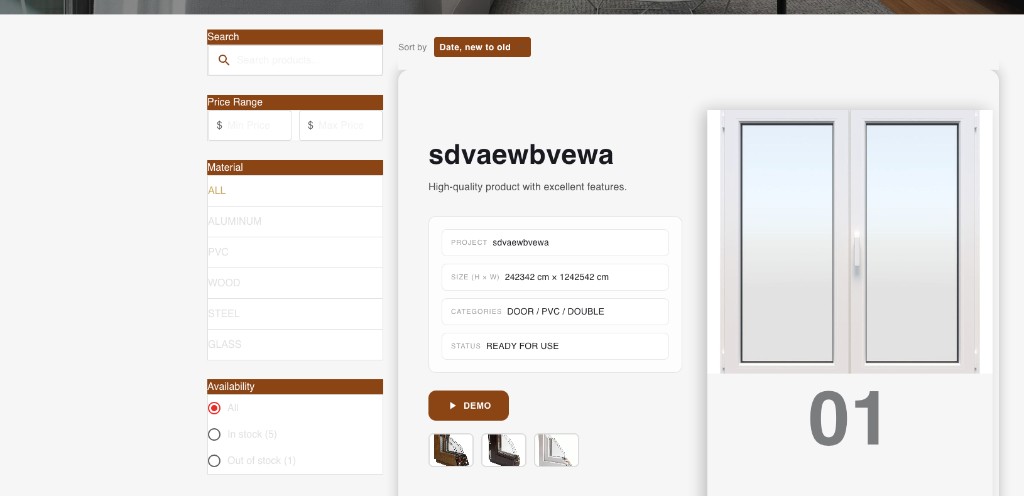 Search
Search products...
Price Range
$ Min Price
$ Max Price
Material
ALL
ALUMINUM
PVC
WOOD
STEEL
GLASS
Availability
All
In stock (5)
Out of stock (1)
Sort by Date, new to old
sdvaewbvewa
High-quality product with excellent features.
PROJECT sdvaewbvewa
SIZE (H × W) 242342 cm × 1242542 cm
CATEGORIES DOOR / PVC / DOUBLE
STATUS READY FOR USE
DEMO
01